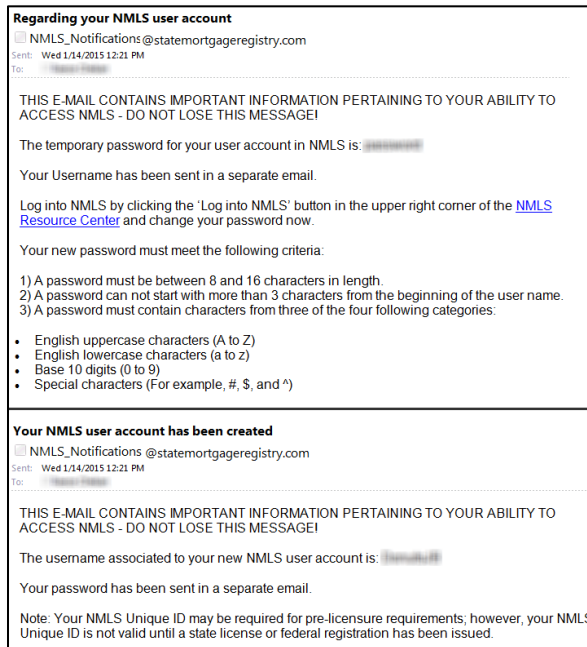 Regarding your NMLS user account
NMLS_Notifications@statemortgageregistry.com
Sent: Wed 1/14/2015 12:21 PM
To:
THIS E-MAIL CONTAINS IMPORTANT INFORMATION PERTAINING TO YOUR ABILITY TO
ACCESS NMLS - DO NOT LOSE THIS MESSAGE!
The temporary password for your user account in NMLS is:
Your Username has been sent in a separate email.
Log into NMLS by clicking the ‘Log into NMLS’ button in the upper right corner of the NMLS
Resource Center and change your password now.
Your new password must meet the following criteria:
1) A password must be between 8 and 16 characters in length.
2) A password can not start with more than 3 characters from the beginning of the user name.
3) A password must contain characters from three of the four following categories:
• English uppercase characters (A to Z)
• English lowercase characters (a to z)
• Base 10 digits (0 to 9)
• Special characters (For example, #, $, and ^)
Your NMLS user account has been created
NMLS_Notifications @statemortgageregistry.com
Sent: Wed 1/14/2015 12:21 PM
To:
THIS E-MAIL CONTAINS IMPORTANT INFORMATION PERTAINING TO YOUR ABILITY TO
ACCESS NMLS - DO NOT LOSE THIS MESSAGE!
The username associated to your new NMLS user account is:
Your password has been sent in a separate email.
Note: Your NMLS Unique ID may be required for pre-licensure requirements; however, your NMLS
Unique ID is not valid until a state license or federal registration has been issued.